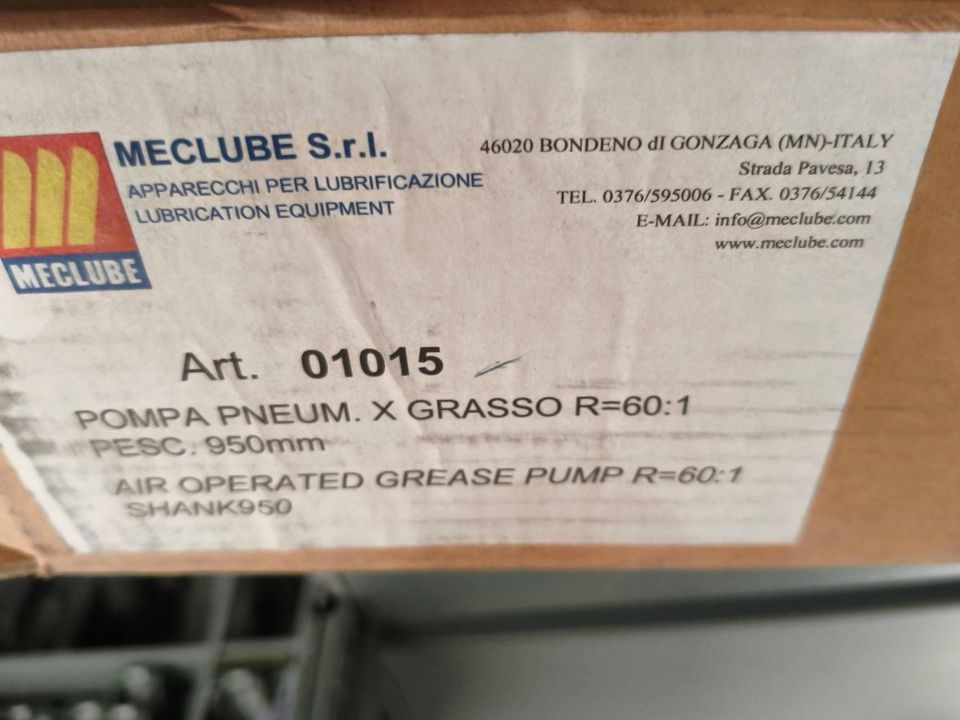 MECLUBE
MECLUBE S.r.l.
APPARECCHI PER LUBRIFICAZIONE
LUBRICATION EQUIPMENT
46020 BONDENO dI GONZAGA (MN)-ITALY
Strada Pavesa, 13
TEL. 0376/595006 - FAX. 0376/54144
E-MAIL: info@meclube.com
www.meclube.com
Art. 01015
POMPA PNEUM. X GRASSO R=60:1
PESC. 950mm
AIR OPERATED GREASE PUMP R=60:1
SHANK950